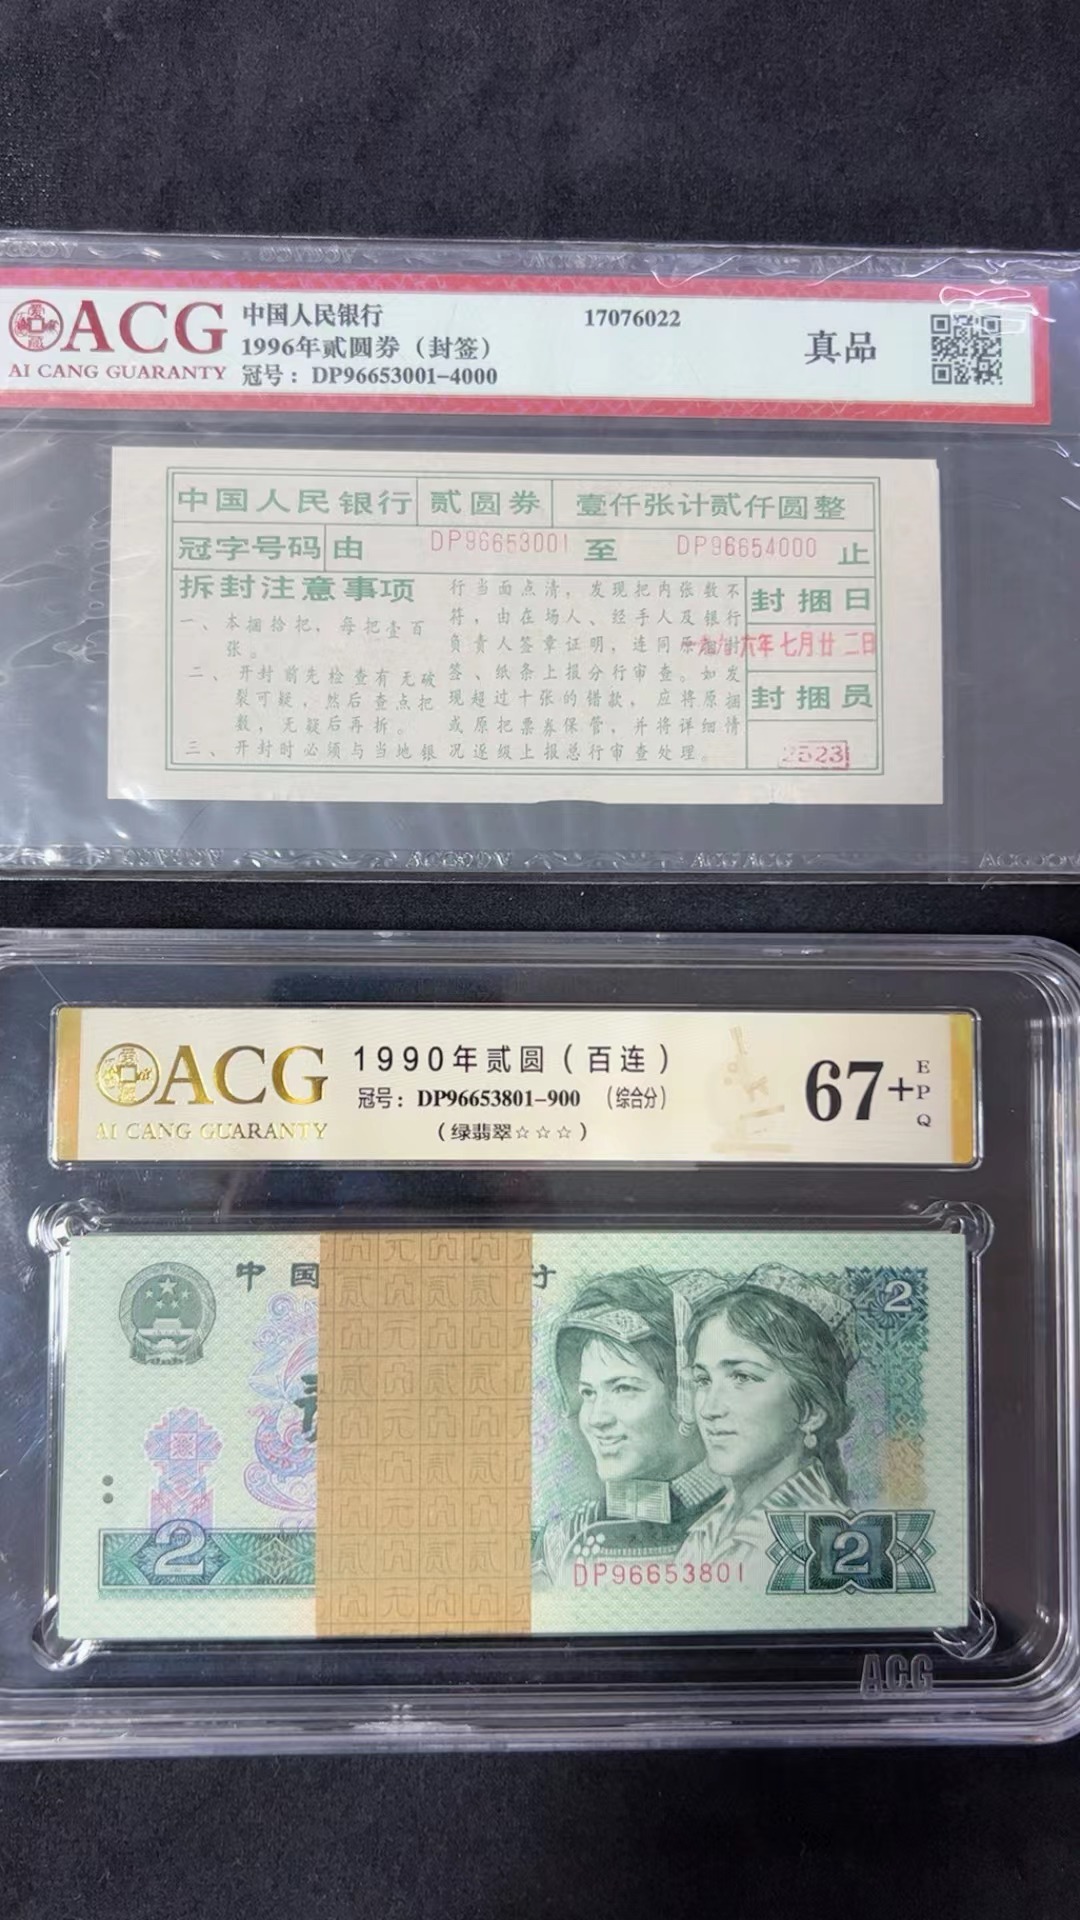 ACG
AI CANG GUARANTY
中国人民银行
1996年贰圆券（封签）
冠号：DP96653001-4000
17076022
真品
中国人民银行 贰圆券 壹仟张计贰仟圆整
冠字号码 由 DP96653001 至 DP96654000 止
拆封注意事项
一、本捆拾把，每把壹百
张。
二、开封前先检查有无破
裂可疑，然后查点把
数，无疑后再拆。
三、开封时必须与当地银
行当面点清，发现把内张数不
符，由在场人、经手人及银行
负责人签章证明，连同原捆封
签、纸条上报分行审查。如发
现超过十张的错款，应将原捆
或原把票券保管，并将详细情
况逐级上报总行审查处理。
封捆日
一九九六年七月廿二日
封捆员
2523
ACG ACG
ACG
AI CANG GUARANTY
1990年贰圆（百连）
冠号：DP96653801-900 （综合分）
（绿翡翠☆☆☆）
67+
EPQ
中国
2
2
DP96653801
2
ACG